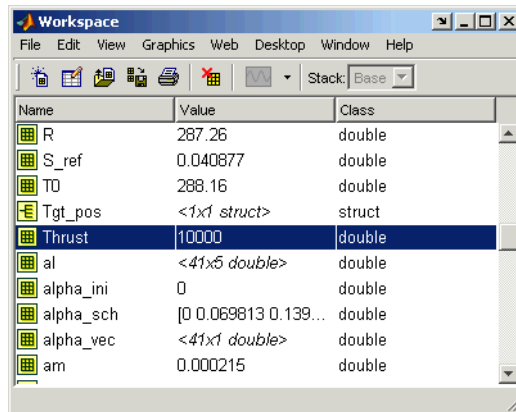 Workspace
File Edit View Graphics Web Desktop Window Help
Stack: Base
Name Value Class
R 287.26 double
S_ref 0.040877 double
T0 288.16 double
Tgt_pos <1x1 struct> struct
Thrust 10000 double
al <41x5 double> double
alpha_ini 0 double
alpha_sch [0 0.069813 0.139... double
alpha_vec <41x1 double> double
am 0.000215 double